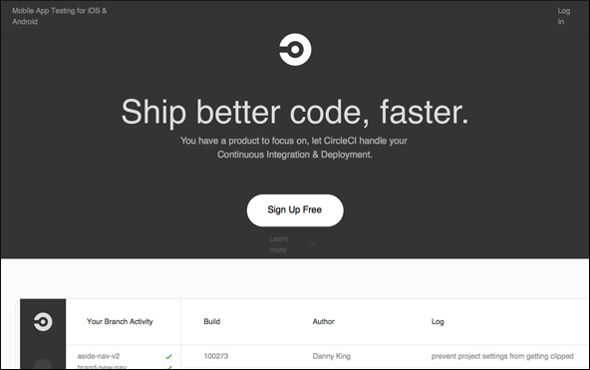 Mobile App Testing for iOS &
Android
Log
In
Ship better code, faster.
You have a product to focus on, let CircleCI handle your
Continuous Integration & Deployment.
Sign Up Free
Learn
more
Your Branch Activity
Build
Author
Log
aside-nav-v2
100273
Danny King
prevent project settings from getting clipped
brand-new-nav